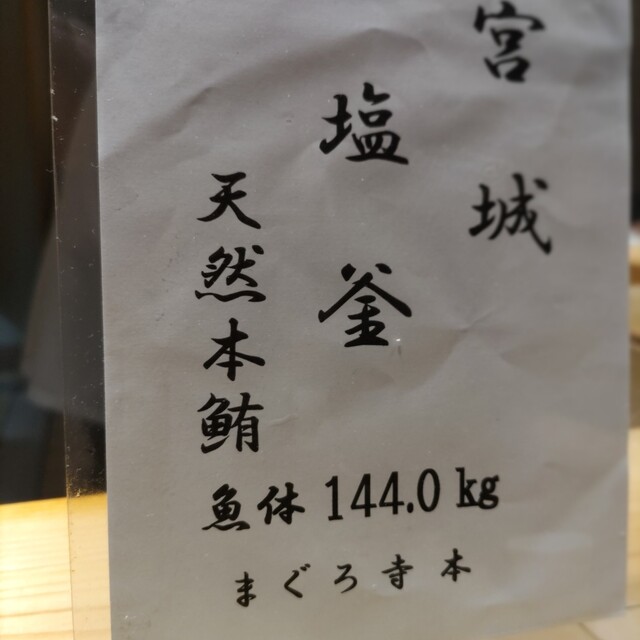 宮城
塩釜
天然本鮪
魚体 144.0 kg
まぐろ寺本